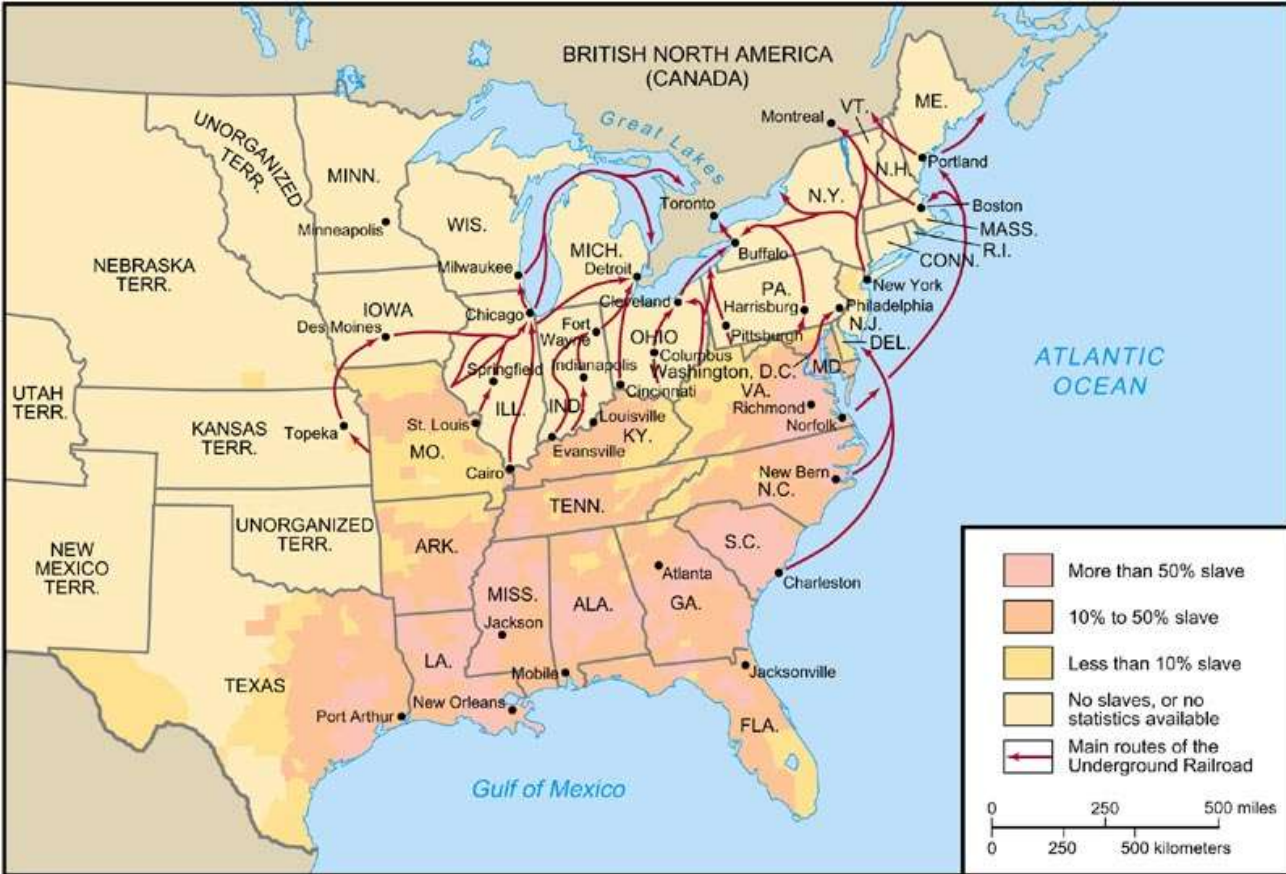 BRITISH NORTH AMERICA
(CANADA)
Great Lakes
UNORGANIZED
TERR.
MINN.
Minneapolis
WIS.
MICH.
Milwaukee
Detroit
Toronto
Buffalo
Montreal
VT.
ME.
N.H.
Portland
N.Y.
Boston
MASS.
R.I.
CONN.
New York
NEBRASKA
TERR.
IOWA
Des Moines
Chicago
Fort
Wayne
Cleveland
OHIO
Columbus
PA.
Harrisburg
Pittsburgh
Philadelphia
N.J.
DEL.
Springfield
Indianapolis
Washington, D.C.
MD.
VA.
Cincinnati
Richmond
Norfolk
UTAH
TERR.
KANSAS
TERR.
Topeka
St. Louis
ILL.
IND.
Louisville
KY.
MO.
Evansville
Cairo
New Bern
N.C.
TENN.
NEW
MEXICO
TERR.
UNORGANIZED
TERR.
ARK.
S.C.
Charleston
Atlanta
MISS.
ALA.
GA.
Jackson
LA.
Mobile
Jacksonville
TEXAS
Port Arthur
New Orleans
FLA.
ATLANTIC
OCEAN
Gulf of Mexico
More than 50% slave
10% to 50% slave
Less than 10% slave
No slaves, or no
statistics available
Main routes of the
Underground Railroad
0 250 500 miles
0 250 500 kilometers